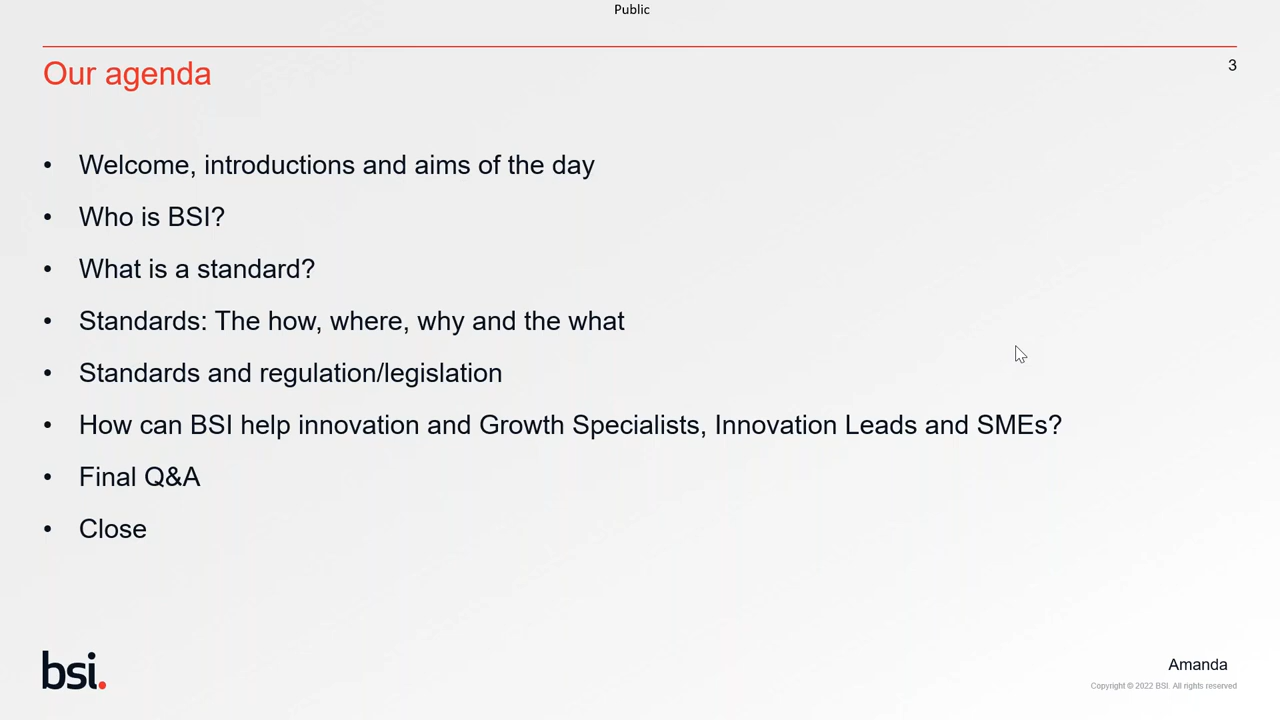 Public
Our agenda
3
• Welcome, introductions and aims of the day
• Who is BSI?
• What is a standard?
• Standards: The how, where, why and the what
• Standards and regulation/legislation
• How can BSI help innovation and Growth Specialists, Innovation Leads and SMEs?
• Final Q&A
• Close
bsi.
Amanda
Copyright © 2022 BSI. All rights reserved